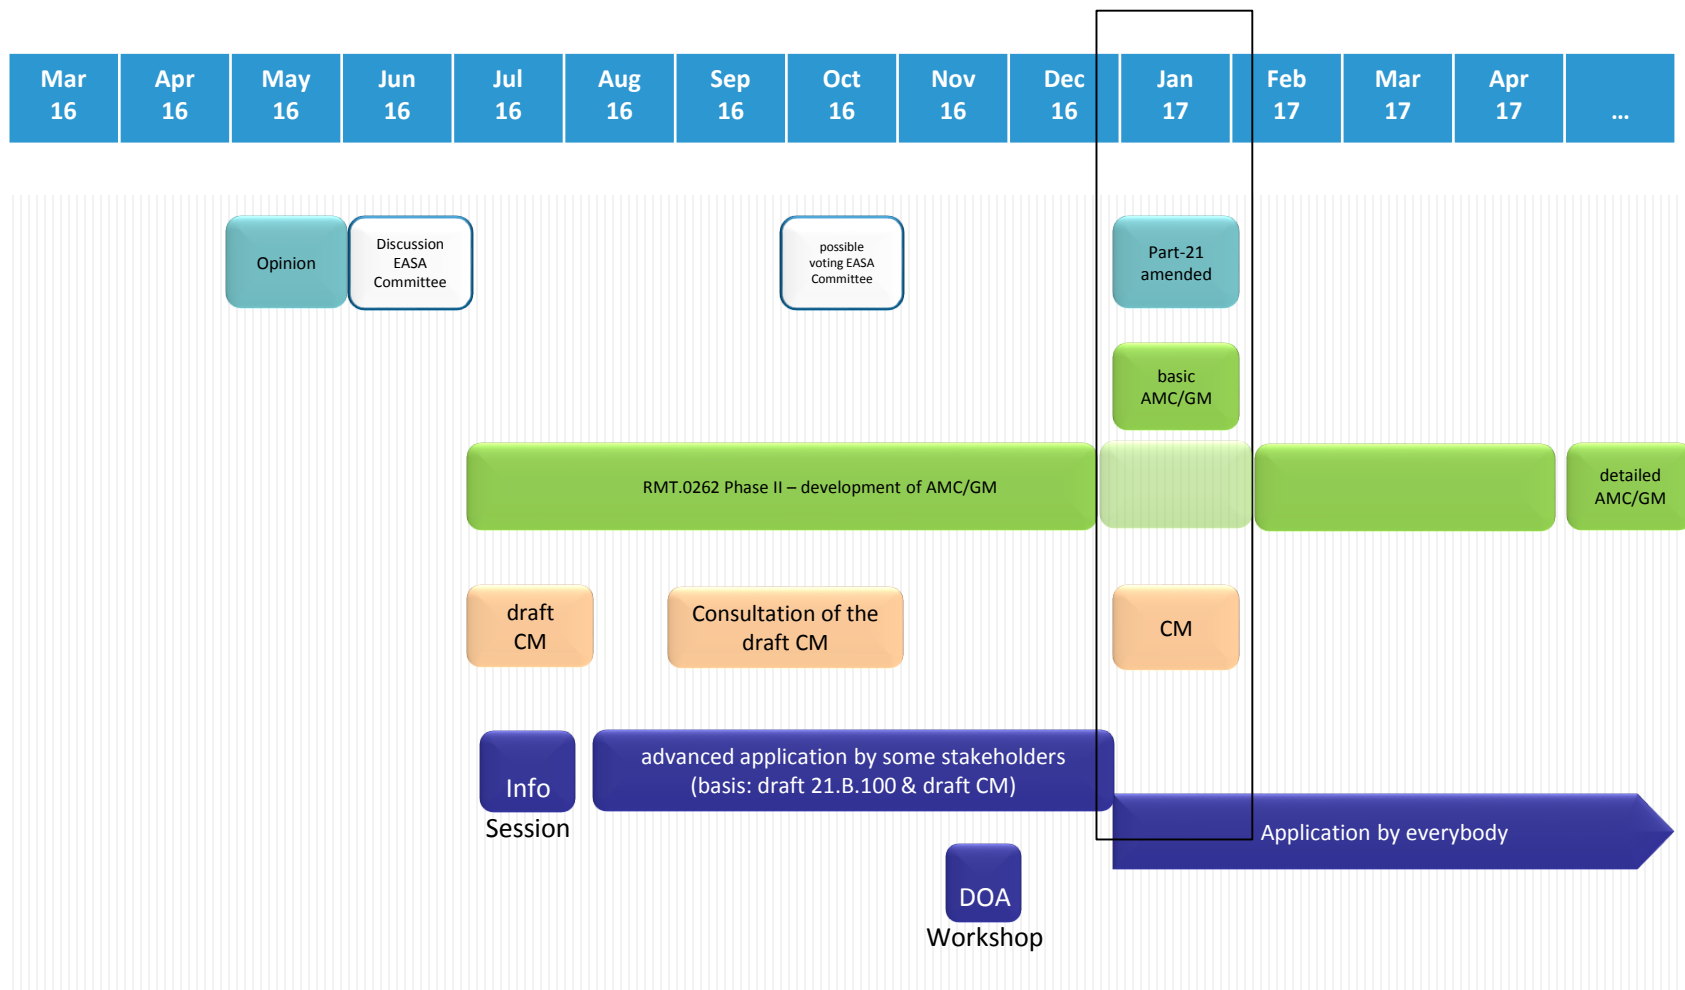 Mar
16
Apr
16
May
16
Jun
16
Jul
16
Aug
16
Sep
16
Oct
16
Nov
16
Dec
16
Jan
17
Feb
17
Mar
17
Apr
17
...
Opinion
Discussion
EASA
Committee
possible
voting EASA
Committee
Part-21
amended
basic
AMC/GM
RMT.0262 Phase II – development of AMC/GM
detailed
AMC/GM
draft
CM
Consultation of the
draft CM
CM
Info
Session
advanced application by some stakeholders
(basis: draft 21.B.100 & draft CM)
Application by everybody
DOA
Workshop